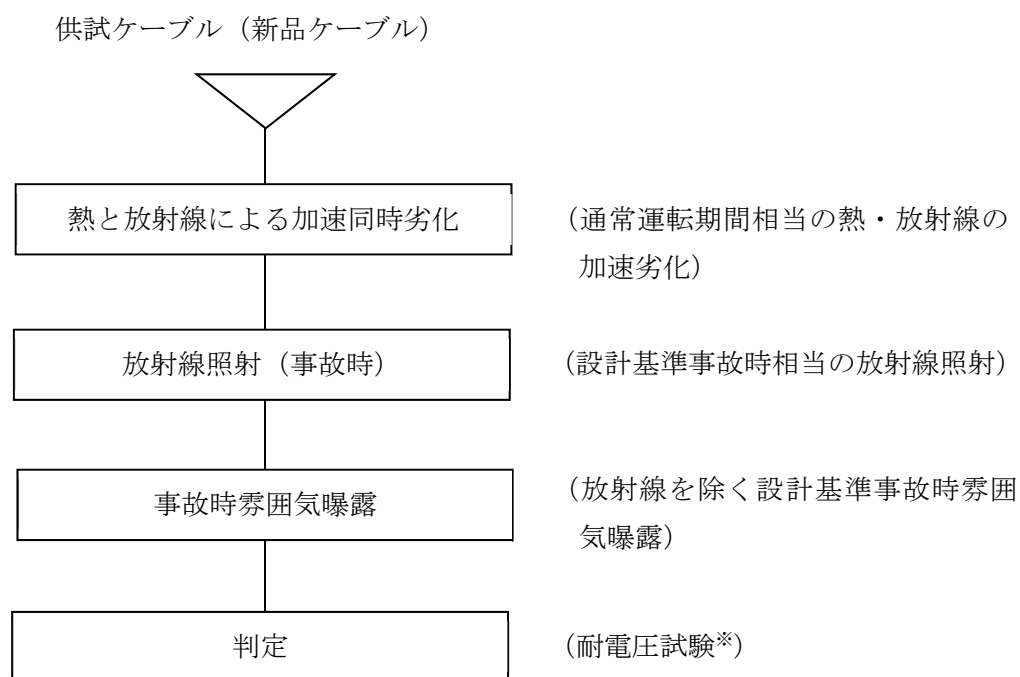 供試ケーブル（新品ケーブル）
熱と放射線による加速同時劣化
（通常運転期間相当の熱・放射線の
加速劣化）
放射線照射（事故時）
（設計基準事故時相当の放射線照射）
事故時雰囲気曝露
（放射線を除く設計基準事故時雰囲
気曝露）
判定
（耐電圧試験※）